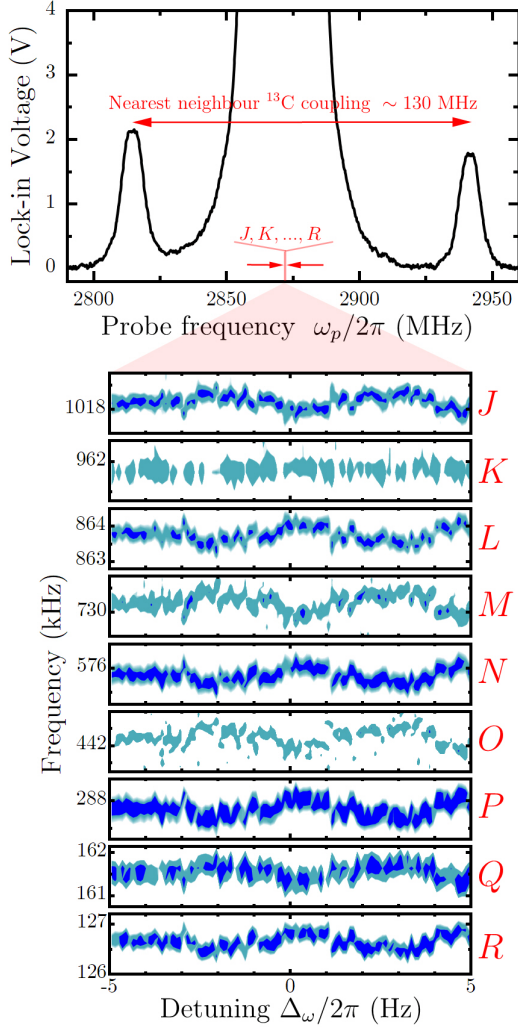 4
3
2
1
0
Lock-in Voltage (V)
Nearest neighbour ¹³C coupling ∼ 130 MHz
J, K, ..., R
2800 2850 2900 2950
Probe frequency ωₚ/2π (MHz)
1018
J
962
K
864
863
L
730
M
576
N
442
O
288
P
162
161
Q
127
126
R
Frequency (kHz)
-5 0 5
Detuning Δ_ω/2π (Hz)